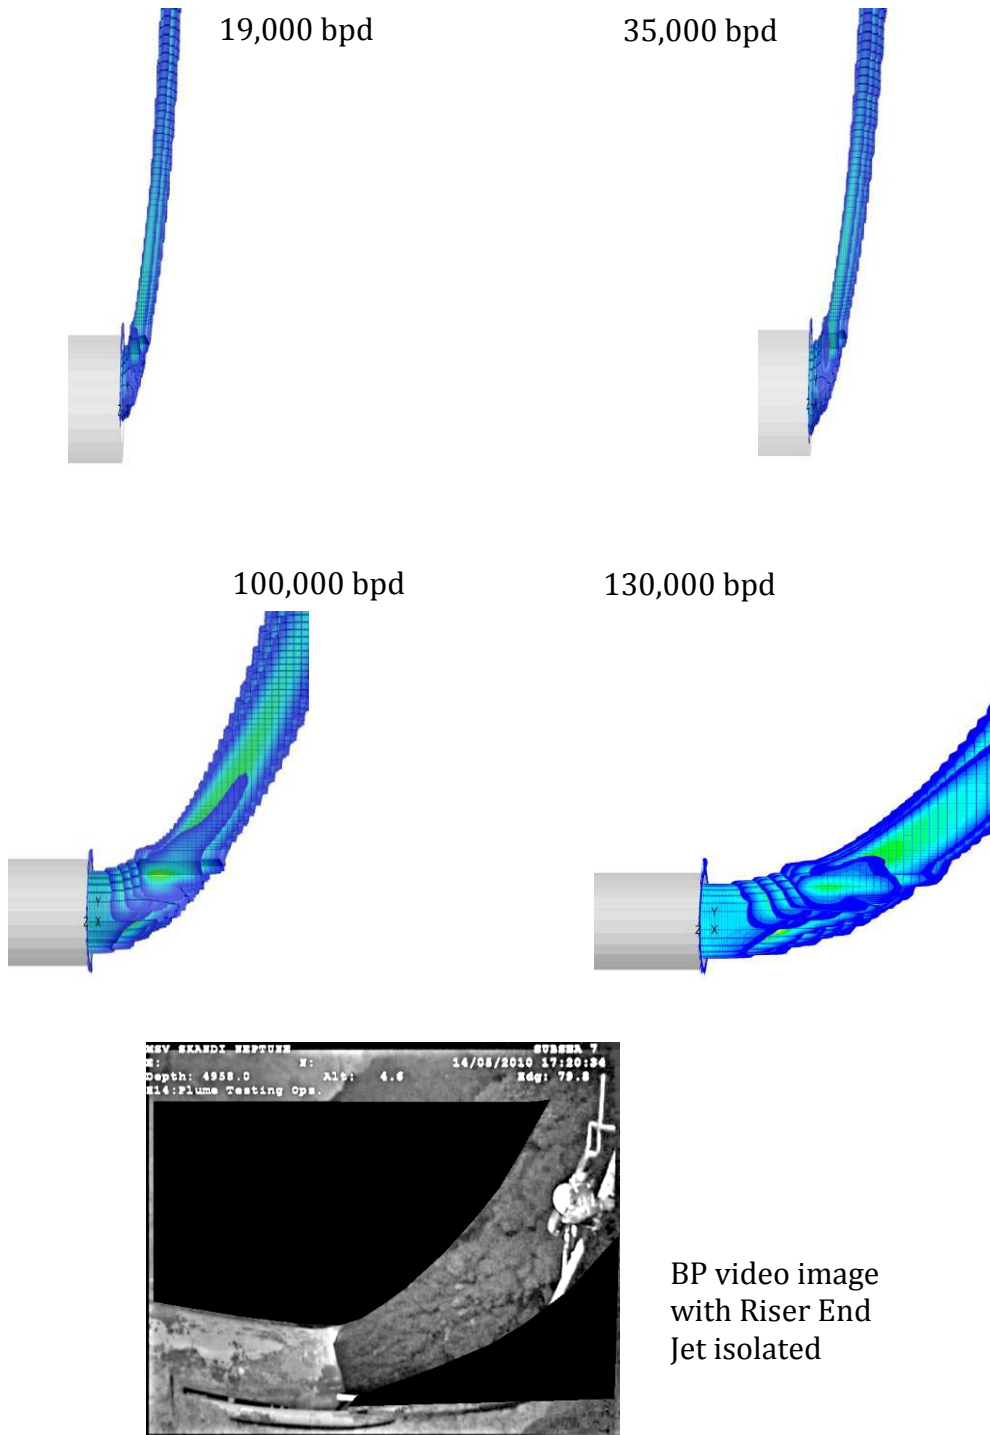 19,000 bpd
35,000 bpd
100,000 bpd
130,000 bpd
Y
Z X
Y
Z X
MSV SKANDI NEPTUNE SUBSEA 7
E: N: 14/05/2010 17:20:34
Depth: 4958.0 Alt: 4.6 Hdg: 79.8
Plume Testing Ops.
BP video image
with Riser End
Jet isolated